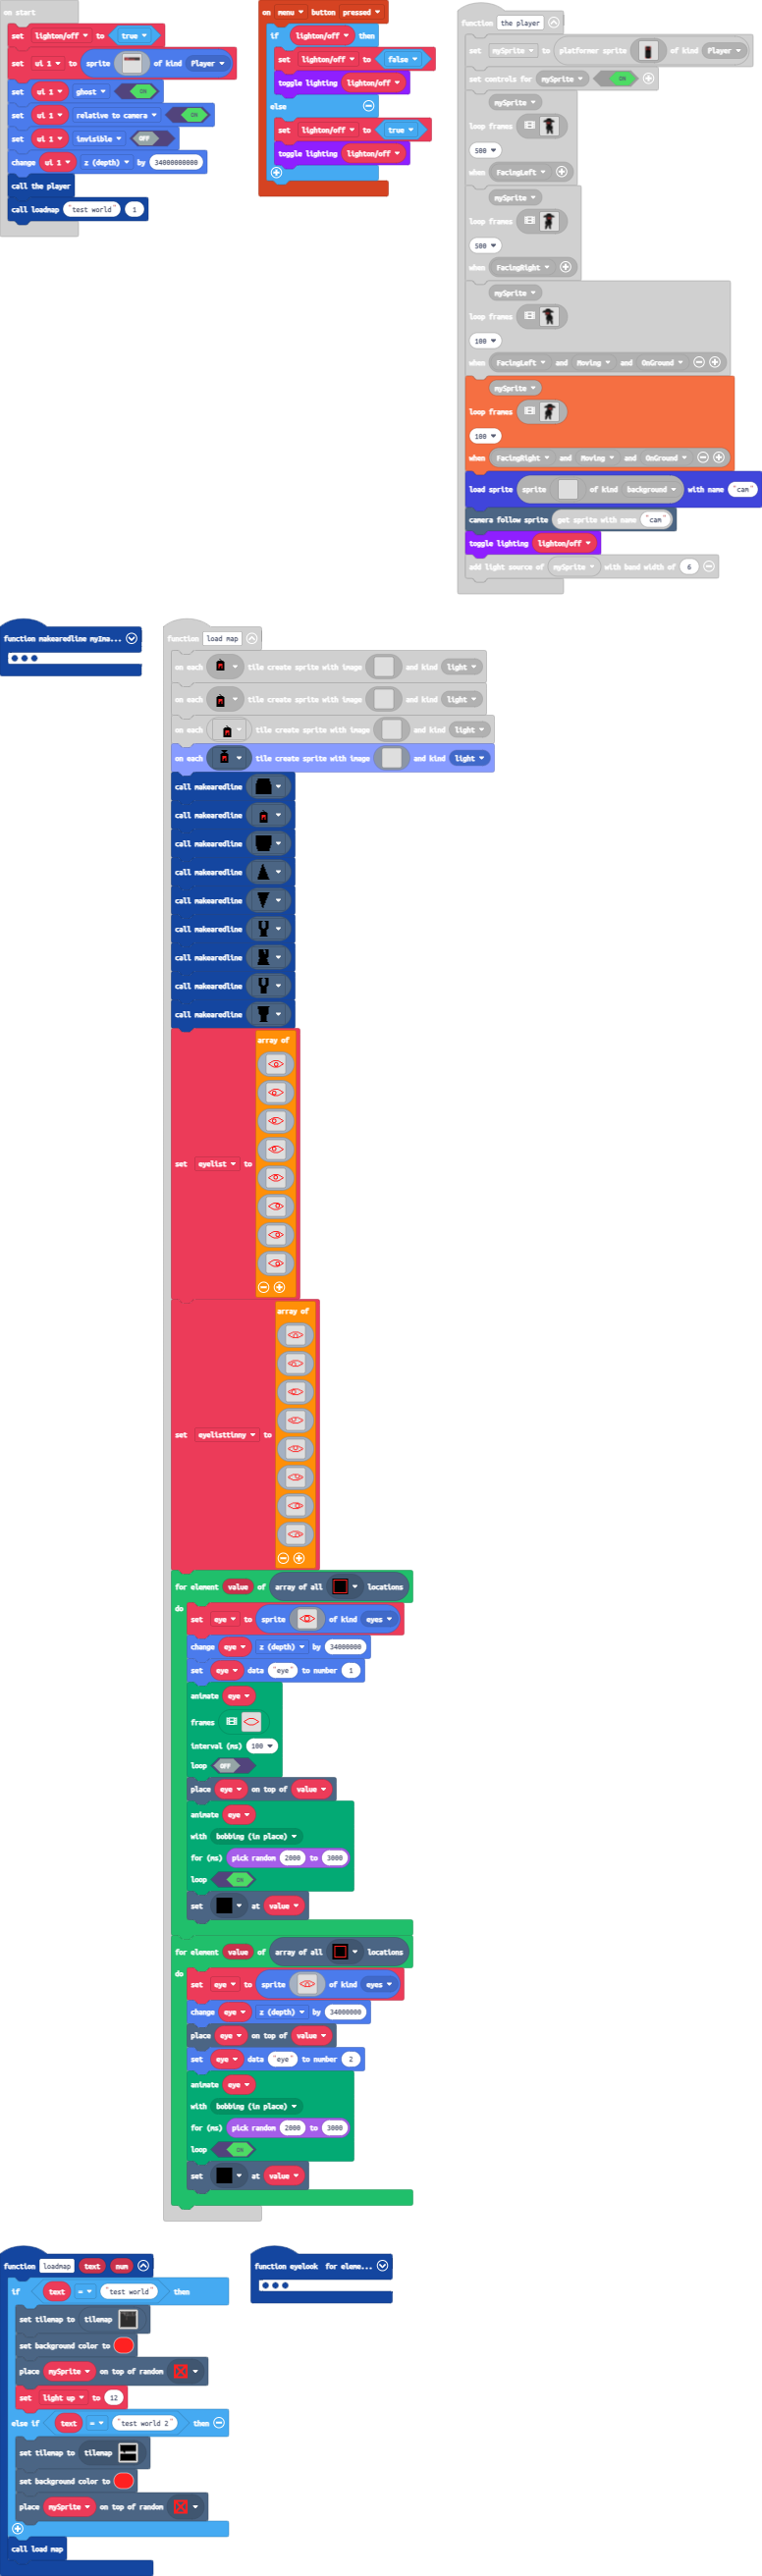 on start
set lighton/off to true
set ui 1 to sprite of kind Player
set ui 1 ghost ON
set ui 1 relative to camera ON
set ui 1 invisible OFF
change ui 1 z (depth) by 34000000000
call the player
call loadmap "test world" 1
on menu button pressed
if lighton/off then
set lighton/off to false
toggle lighting lighton/off
else
set lighton/off to true
toggle lighting lighton/off
function the player
set mySprite to platformer sprite of kind Player
set controls for mySprite ON
mySprite
loop frames
500
when FacingLeft
mySprite
loop frames
500
when FacingRight
mySprite
loop frames
100
when FacingLeft and Moving and OnGround
mySprite
loop frames
100
when FacingRight and Moving and OnGround
load sprite sprite of kind background with name "cam"
camera follow sprite get sprite with name "cam"
toggle lighting lighton/off
add light source of mySprite with band width of 6
function makearedline myIma...
function load map
on each tile create sprite with image and kind light
on each tile create sprite with image and kind light
on each tile create sprite with image and kind light
on each tile create sprite with image and kind light
call makearedline
call makearedline
call makearedline
call makearedline
call makearedline
call makearedline
call makearedline
call makearedline
call makearedline
array of
set eyelist to
array of
set eyelisttinny to
for element value of array of all locations
do
set eye to sprite of kind eyes
change eye z (depth) by 34000000
set eye data "eye" to number 1
animate eye
frames
interval (ms) 100
loop OFF
place eye on top of value
animate eye
with bobbing (in place)
for (ms) pick random 2000 to 3000
loop ON
set at value
for element value of array of all locations
do
set eye to sprite of kind eyes
change eye z (depth) by 34000000
place eye on top of value
set eye data "eye" to number 2
animate eye
with bobbing (in place)
for (ms) pick random 2000 to 3000
loop ON
set at value
function loadmap text num
if text = "test world" then
set tilemap to tilemap
set background color to
place mySprite on top of random
set light up to 12
else if text = "test world 2" then
set tilemap to tilemap
set background color to
place mySprite on top of random
call load map
function eyelook for eleme...